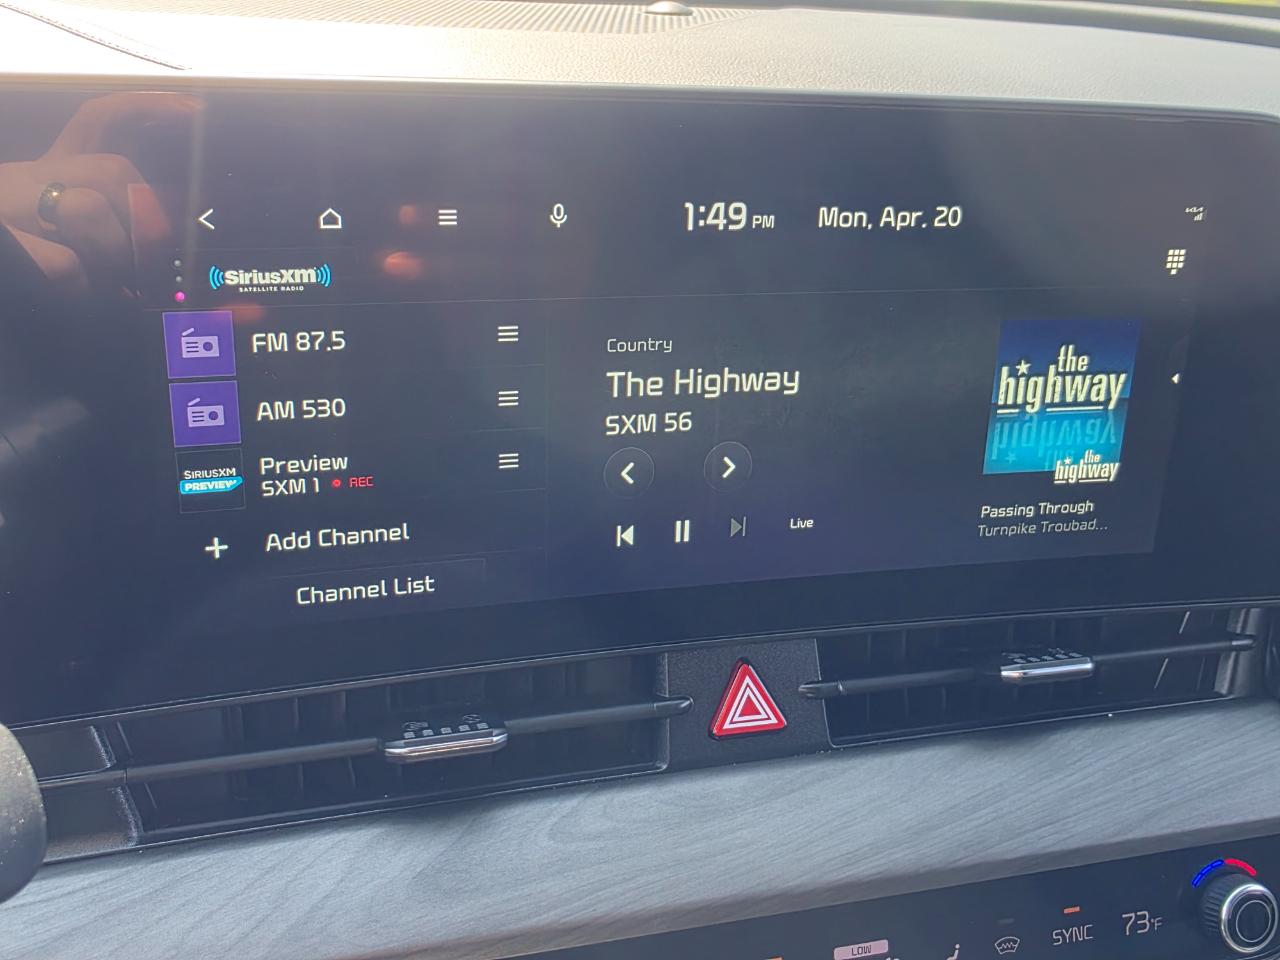 1:49 PM Mon, Apr. 20
KIA
SiriusXM
SATELLITE RADIO
FM 87.5
AM 530
SIRIUSXM
PREVIEW
Preview
SXM 1 REC
Add Channel
Channel List
Country
The Highway
SXM 56
Live
the
highway
the
highway
Passing Through
Turnpike Troubad...
LOW
SYNC
73°F